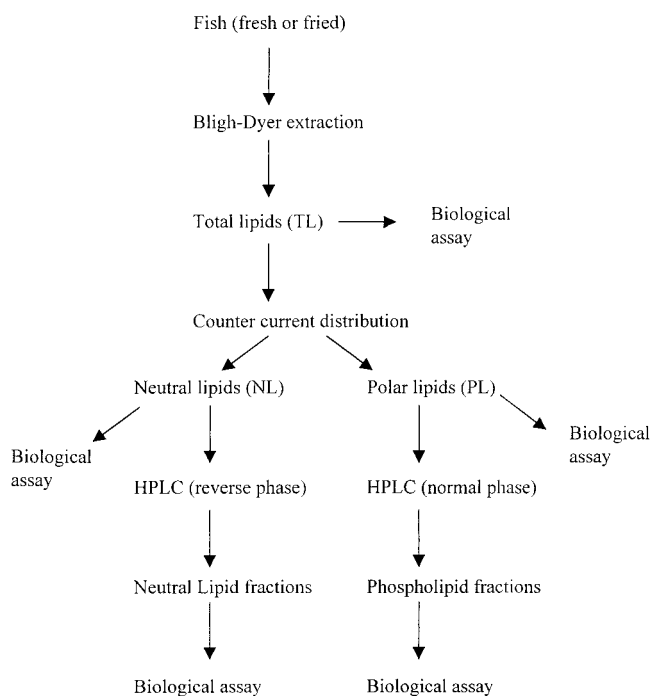 Fish (fresh or fried)
Bligh-Dyer extraction
Total lipids (TL)
Biological
assay
Counter current distribution
Neutral lipids (NL)
Polar lipids (PL)
Biological
assay
Biological
assay
HPLC (reverse phase)
HPLC (normal phase)
Neutral Lipid fractions
Phospholipid fractions
Biological assay
Biological assay